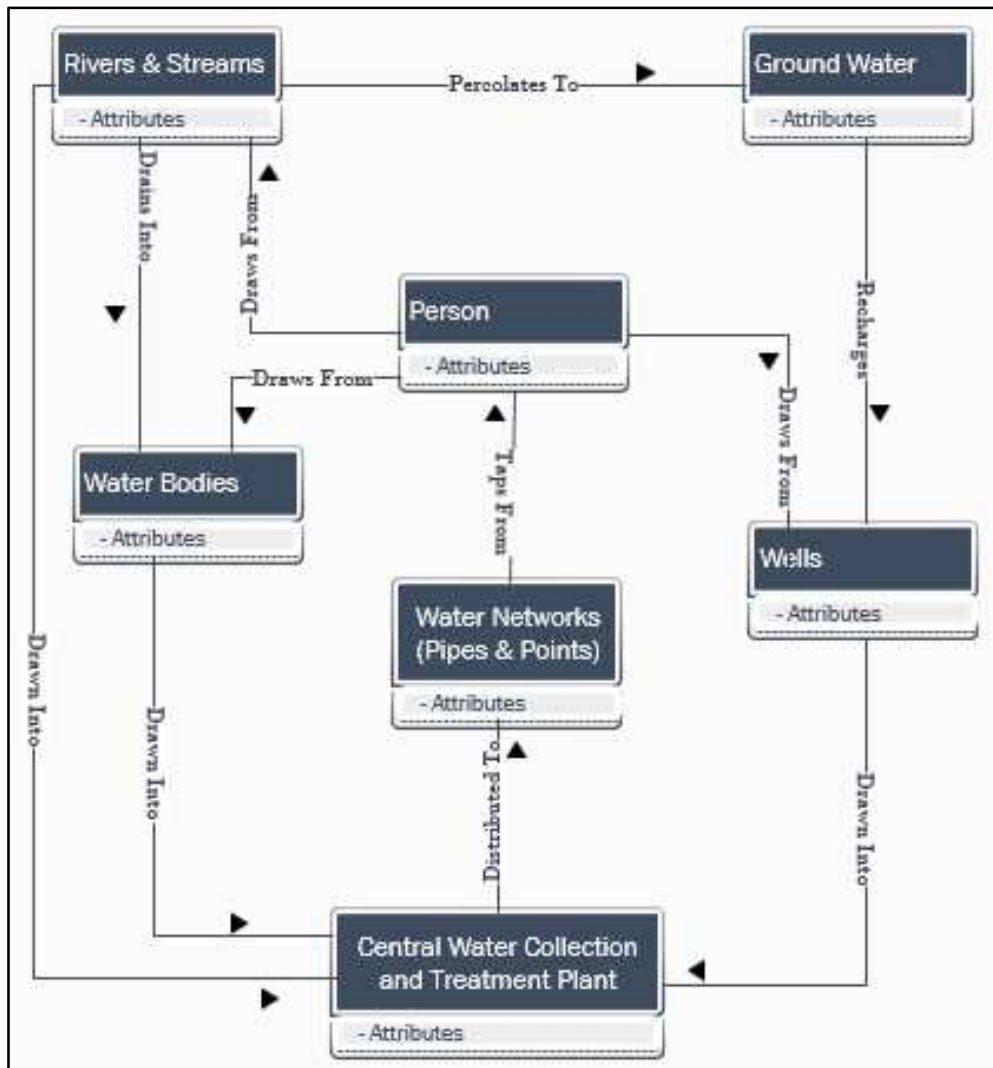 Rivers & Streams
- Attributes
Percolates To
Ground Water
- Attributes
Drains Into
Draws From
Recharges
Person
- Attributes
Draws From
Draws From
Water Bodies
- Attributes
Taps From
Wells
- Attributes
Water Networks
(Pipes & Points)
- Attributes
Drawn Into
Drawn Into
Distributed To
Drawn Into
Central Water Collection
and Treatment Plant
- Attributes